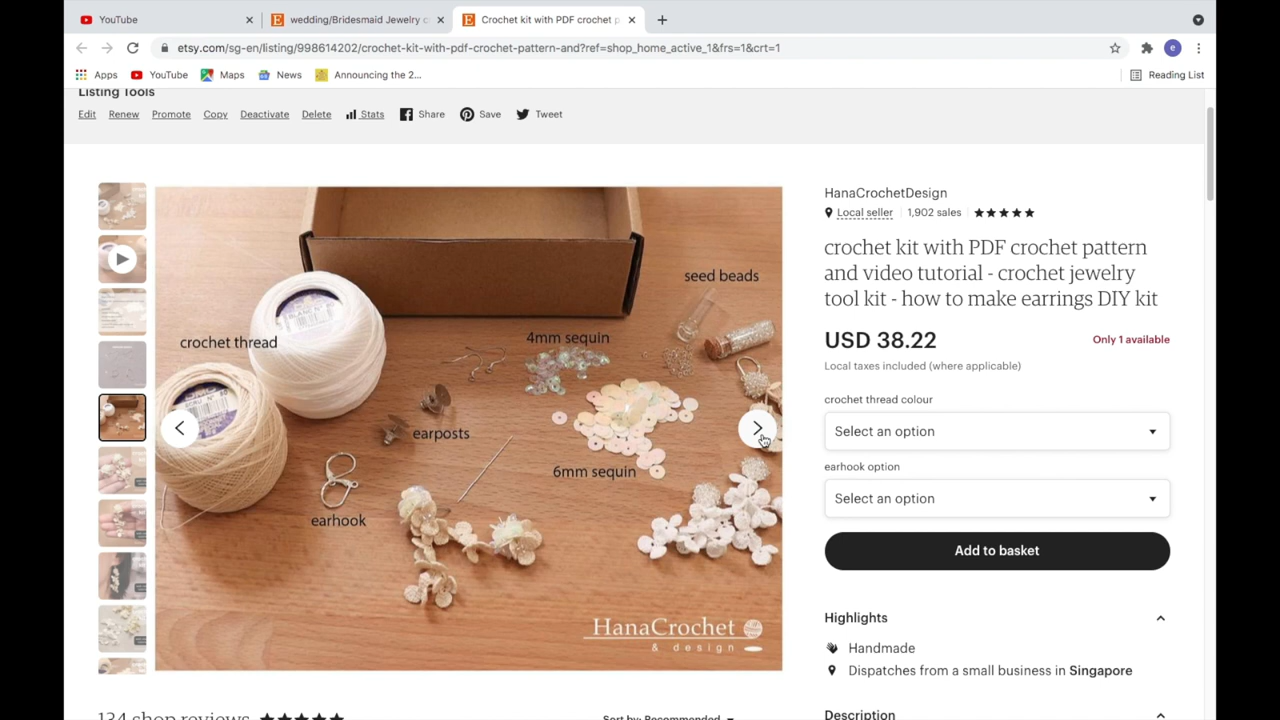 YouTube
wedding/Bridesmaid Jewelry c
Crochet kit with PDF crochet p
etsy.com/sg-en/listing/998614202/crochet-kit-with-pdf-crochet-pattern-and?ref=shop_home_active_1&frs=1&crt=1
e
Apps
YouTube
Maps
News
Announcing the 2...
Reading List
Listing Tools
Edit
Renew
Promote
Copy
Deactivate
Delete
Stats
Share
Save
Tweet
crochet thread
4mm sequin
seed beads
earposts
6mm sequin
earhook
HanaCrochet
& design
HanaCrochetDesign
Local seller
1,902 sales
crochet kit with PDF crochet pattern
and video tutorial - crochet jewelry
tool kit - how to make earrings DIY kit
USD 38.22
Only 1 available
Local taxes included (where applicable)
crochet thread colour
Select an option
earhook option
Select an option
Add to basket
Highlights
Handmade
Dispatches from a small business in Singapore
Description
134 shop reviews
Sort by: Recommended